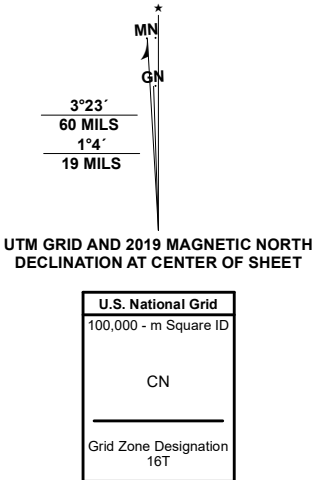 MN
GN
3°23´
60 MILS
1°4´
19 MILS
UTM GRID AND 2019 MAGNETIC NORTH
DECLINATION AT CENTER OF SHEET
U.S. National Grid
100,000 - m Square ID
CN
Grid Zone Designation
16T